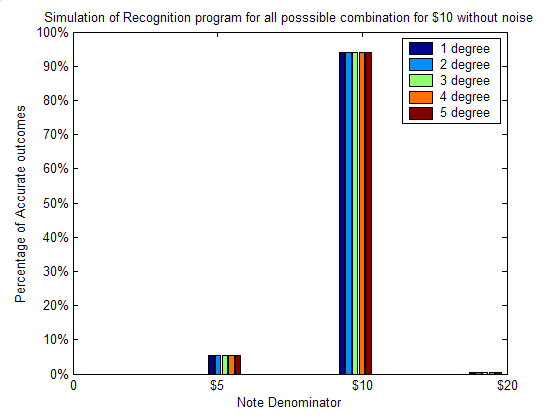 Simulation of Recognition program for all posssible combination for $10 without noise
100%
90%
80%
70%
60%
50%
40%
30%
20%
10%
0%
Percentage of Accurate outcomes
1 degree
2 degree
3 degree
4 degree
5 degree
0
$5
$10
$20
Note Denominator